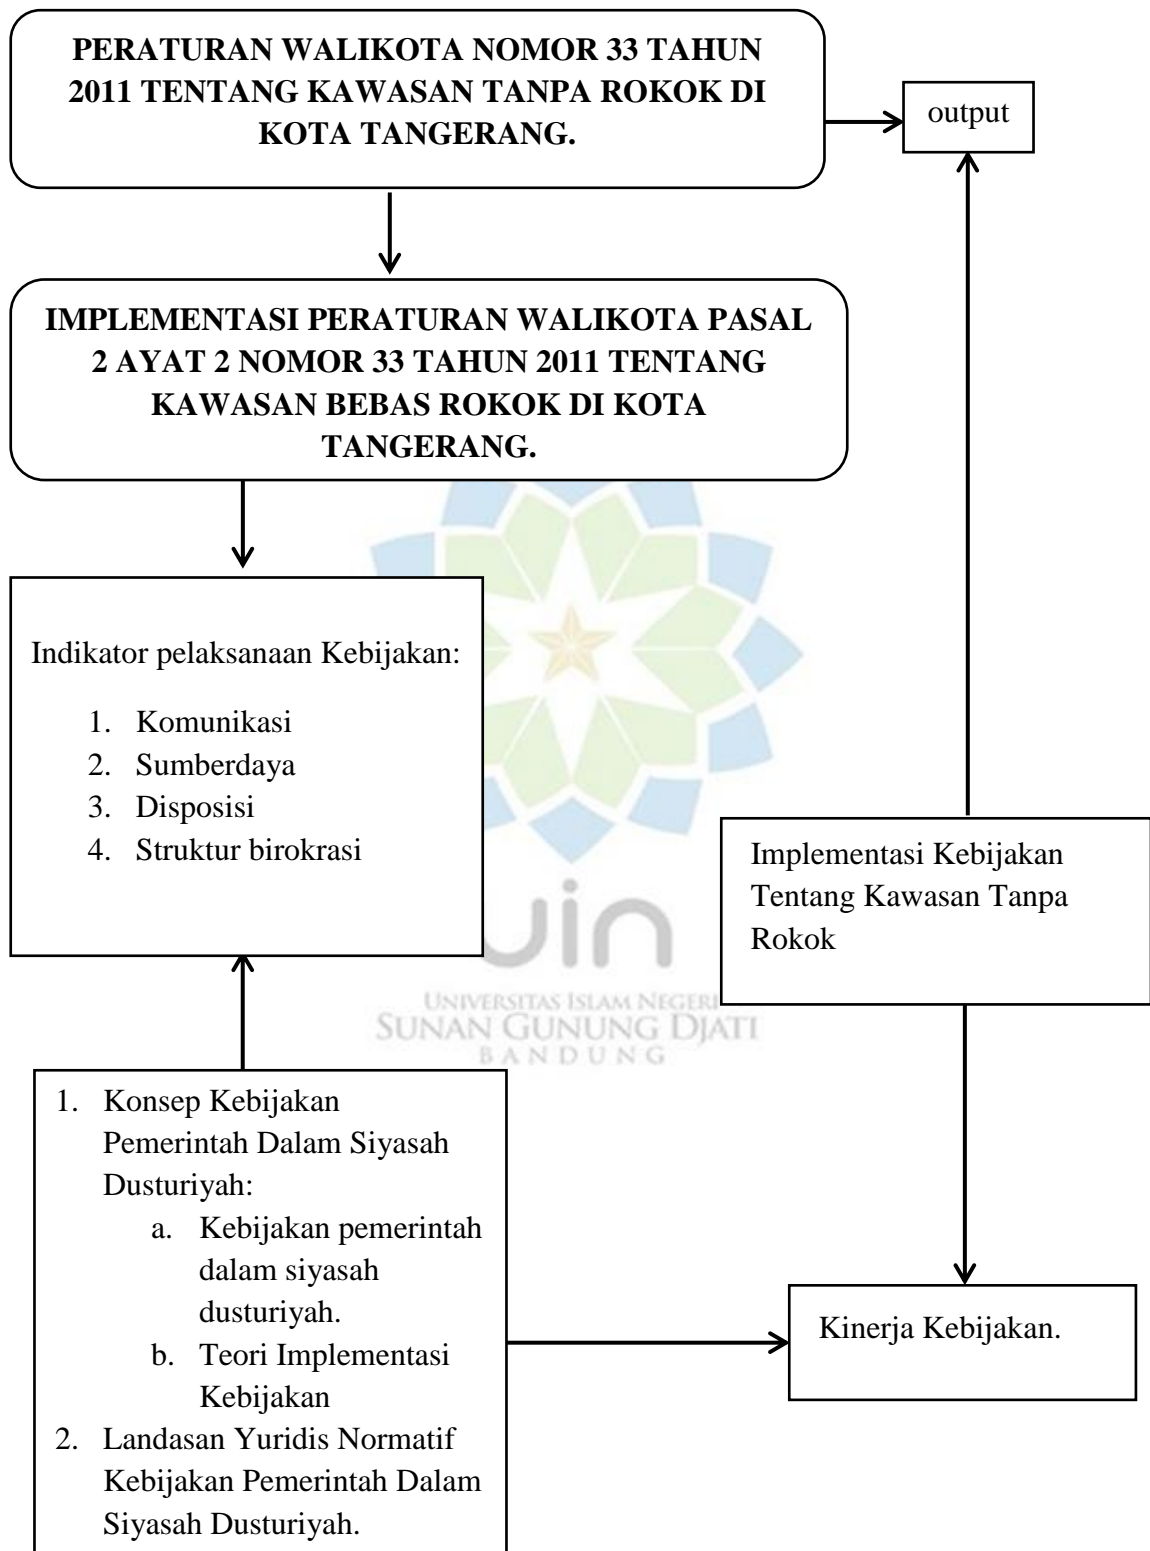 PERATURAN WALIKOTA NOMOR 33 TAHUN
2011 TENTANG KAWASAN TANPA ROKOK DI
KOTA TANGERANG.
output
IMPLEMENTASI PERATURAN WALIKOTA PASAL
2 AYAT 2 NOMOR 33 TAHUN 2011 TENTANG
KAWASAN BEBAS ROKOK DI KOTA
TANGERANG.
Indikator pelaksanaan Kebijakan:
1. Komunikasi
2. Sumberdaya
3. Disposisi
4. Struktur birokrasi
Implementasi Kebijakan
Tentang Kawasan Tanpa
Rokok
uin
UNIVERSITAS ISLAM NEGERI
SUNAN GUNUNG DJATI
BANDUNG
1. Konsep Kebijakan
Pemerintah Dalam Siyasah
Dusturiyah:
a. Kebijakan pemerintah
dalam siyasah
dusturiyah.
b. Teori Implementasi
Kebijakan
2. Landasan Yuridis Normatif
Kebijakan Pemerintah Dalam
Siyasah Dusturiyah.
Kinerja Kebijakan.